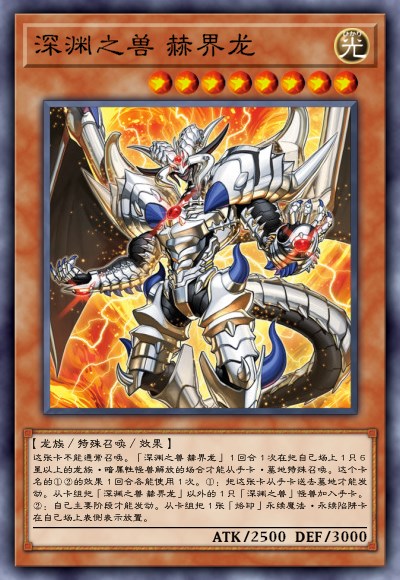 深渊之兽 赫界龙
ひかり
光
【龙族／特殊召唤／效果】
这张卡不能通常召唤。「深渊之兽 赫界龙」1回合1次在把自己场上1只6
星以上的龙族・暗属性怪兽解放的场合才能从手卡・墓地特殊召唤。这个卡
名的①②的效果1回合各能使用1次。①：把这张卡从手卡送去墓地才能发
动。从卡组把「深渊之兽 赫界龙」以外的1只「深渊之兽」怪兽加入手卡。
②：自己主要阶段才能发动。从卡组把1张「烙印」永续魔法・永续陷阱卡
在自己场上表侧表示放置。
ATK/2500 DEF/3000